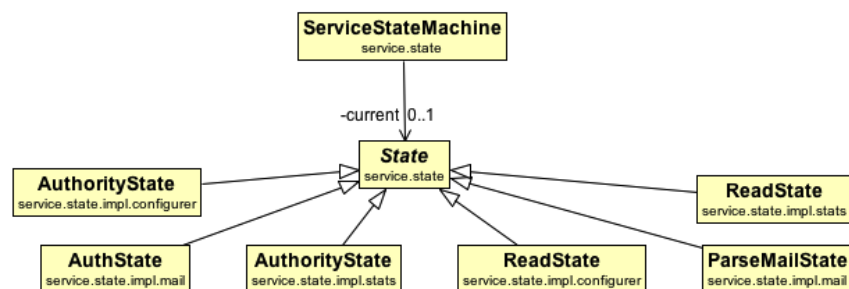 ServiceStateMachine
service.state
-current 0..1
State
service.state
AuthorityState
service.state.impl.configurer
ReadState
service.state.impl.stats
AuthState
service.state.impl.mail
AuthorityState
service.state.impl.stats
ReadState
service.state.impl.configurer
ParseMailState
service.state.impl.mail